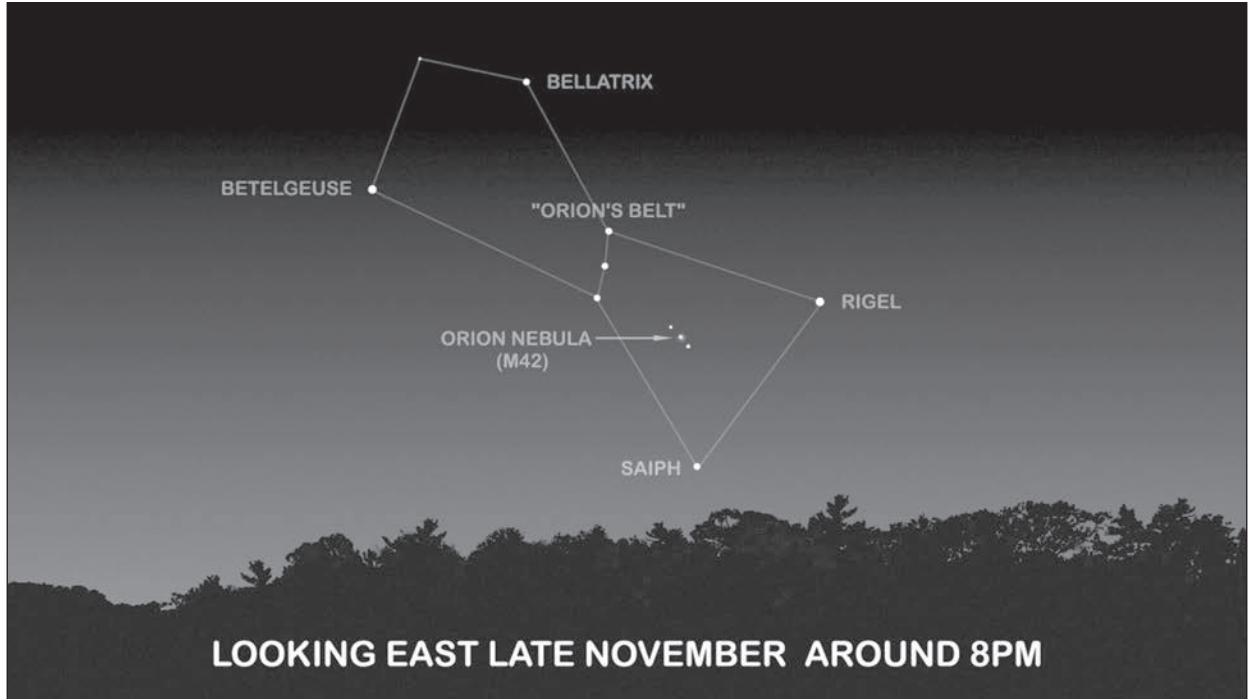 BELLATRIX
BETELGEUSE
"ORION'S BELT"
RIGEL
ORION NEBULA
(M42)
SAIPH
LOOKING EAST LATE NOVEMBER AROUND 8PM